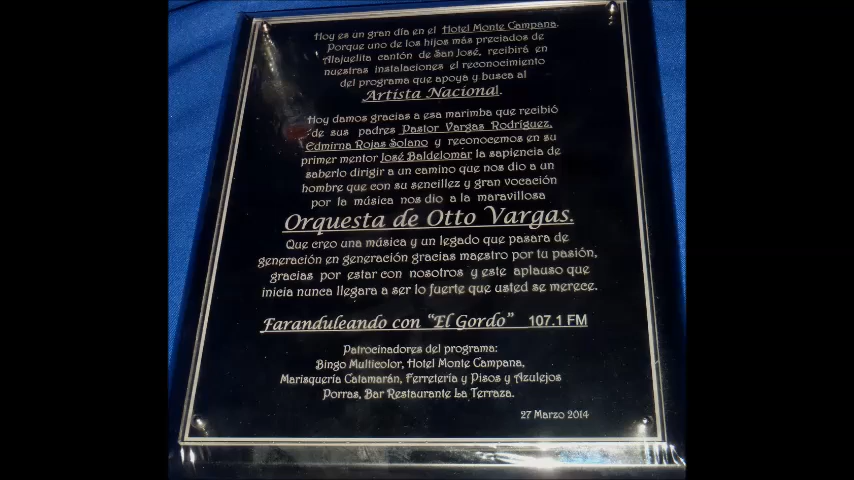 Hoy es un gran día en el Hotel Monte Campana.
Porque uno de los hijos más preciados de
Alajuelita cantón de San José, recibirá en
nuestras instalaciones el reconocimiento
del programa que apoya y busca al
Artista Nacional.
Hoy damos gracias a esa marimba que recibió
de sus padres Pastor Vargas Rodríguez,
Edmirna Rojas Solano y reconocemos en su
primer mentor José Baldelomar la sapiencia de
saberlo dirigir a un camino que nos dio a un
hombre que con su sencillez y gran vocación
por la música nos dio a la maravillosa
Orquesta de Otto Vargas.
Que creo una música y un legado que pasara de
generación en generación gracias maestro por tu pasión,
gracias por estar con nosotros y este aplauso que
inicia nunca llegara a ser lo fuerte que usted se merece.
Faranduleando con "El Gordo" 107.1 FM
Patrocinadores del programa:
Bingo Multicolor, Hotel Monte Campana,
Marisquería Catamarán, Ferretería y Pisos y Azulejos
Porras, Bar Restaurante La Terraza.
27 Marzo 2014